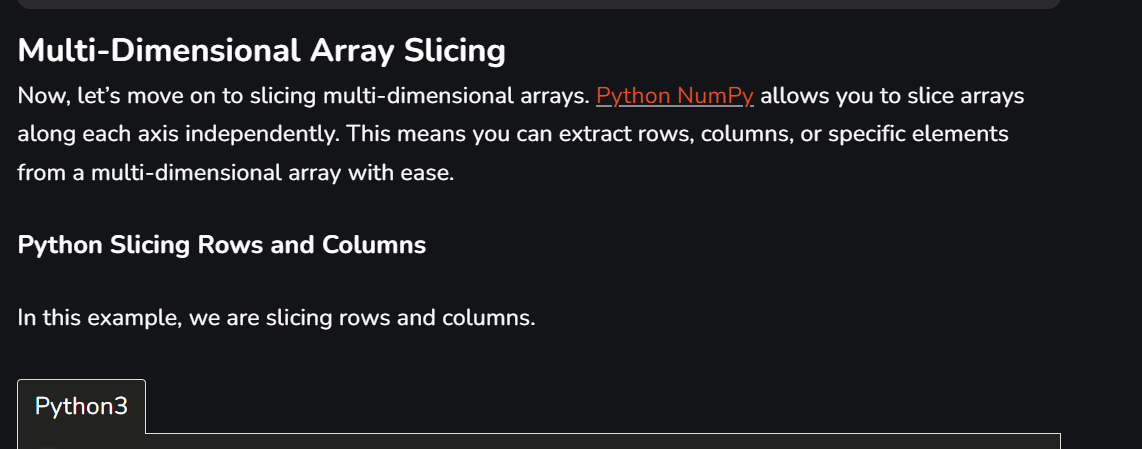 Multi-Dimensional Array Slicing
Now, let’s move on to slicing multi-dimensional arrays. Python NumPy allows you to slice arrays
along each axis independently. This means you can extract rows, columns, or specific elements
from a multi-dimensional array with ease.
Python Slicing Rows and Columns
In this example, we are slicing rows and columns.
Python3